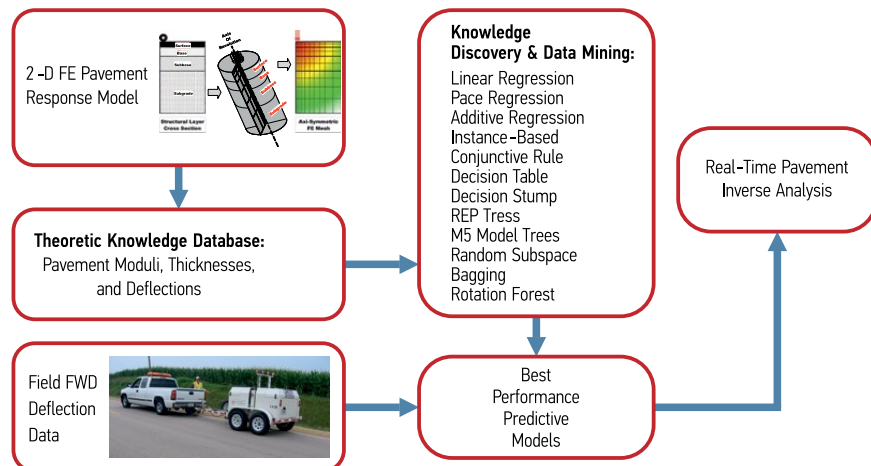 2-D FE Pavement
Response Model
Surface
Base
Subbase
Subgrade
Structural Layer
Cross Section
Axis
Of
Revolution
Axi-Symmetric
FE Mesh
Theoretic Knowledge Database:
Pavement Moduli, Thicknesses,
and Deflections
Field FWD
Deflection
Data
Knowledge
Discovery & Data Mining:
Linear Regression
Pace Regression
Additive Regression
Instance-Based
Conjunctive Rule
Decision Table
Decision Stump
REP Tress
M5 Model Trees
Random Subspace
Bagging
Rotation Forest
Best
Performance
Predictive
Models
Real-Time Pavement
Inverse Analysis